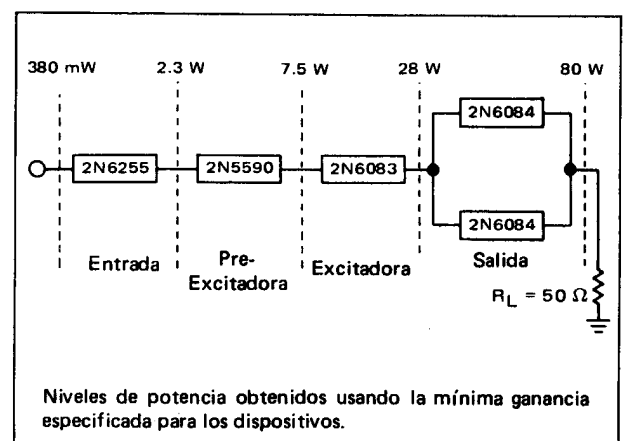 380 mW 2.3 W 7.5 W 28 W 80 W
2N6084
2N6255 2N5590 2N6083
2N6084
Entrada Pre-
Excitadora Excitadora Salida
RL = 50 Ω
Niveles de potencia obtenidos usando la mínima ganancia
especificada para los dispositivos.